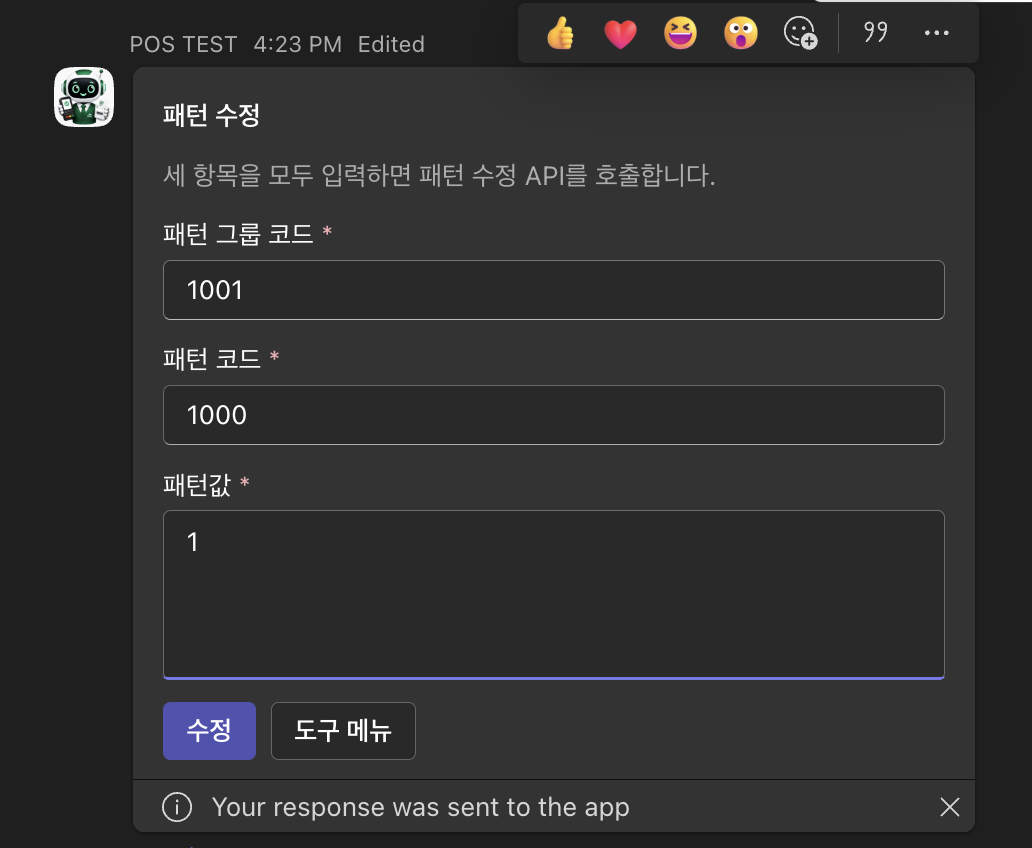 POS TEST 4:23 PM Edited
패턴 수정
세 항목을 모두 입력하면 패턴 수정 API를 호출합니다.
패턴 그룹 코드 *
1001
패턴 코드 *
1000
패턴값 *
1
수정 도구 메뉴
Your response was sent to the app